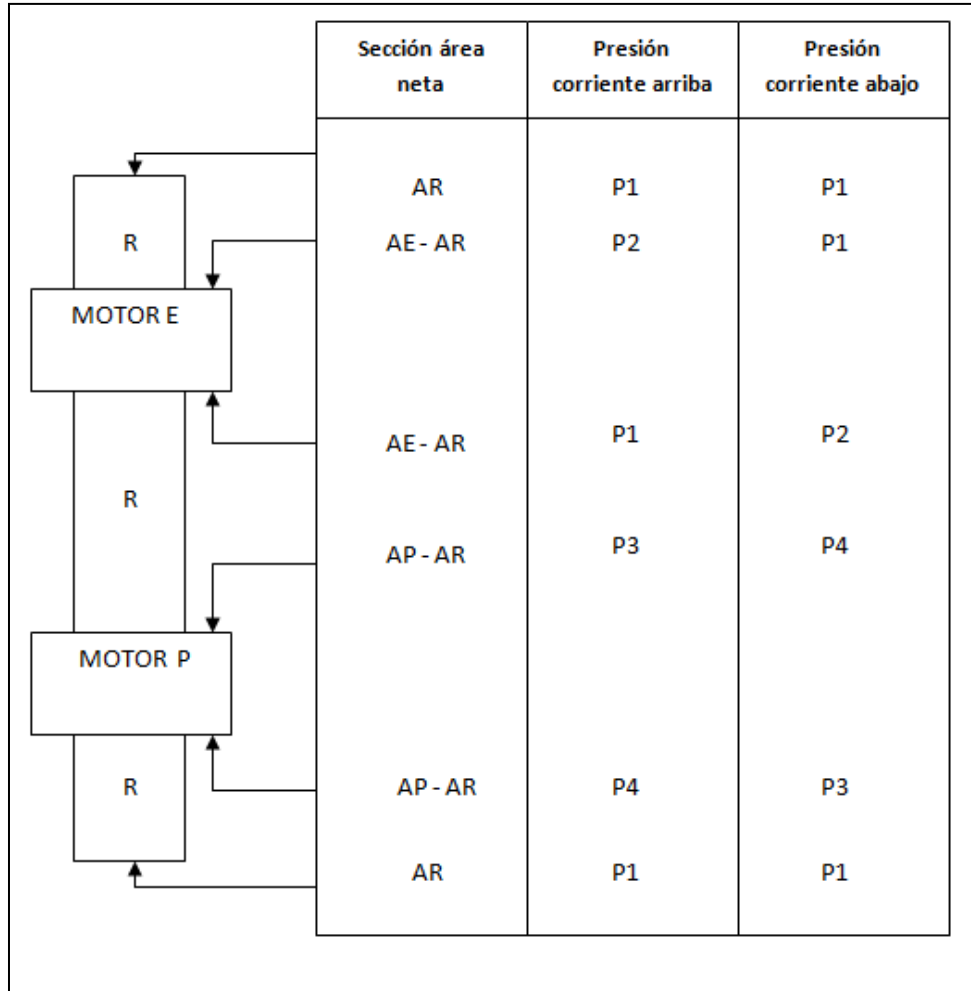 Sección área neta
Presión corriente arriba
Presión corriente abajo
AR P1 P1
R
AE - AR P2 P1
MOTOR E
AE - AR P1 P2
R
AP - AR P3 P4
MOTOR P
R
AP - AR P4 P3
AR P1 P1